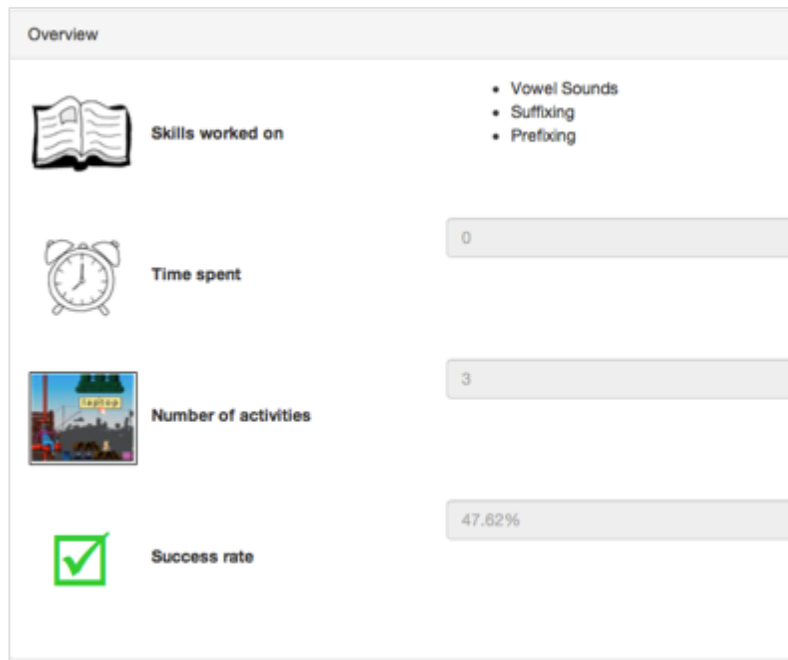 Overview
Skills worked on
• Vowel Sounds
• Suffixing
• Prefixing
Time spent
0
laptop
Number of activities
3
Success rate
47.62%